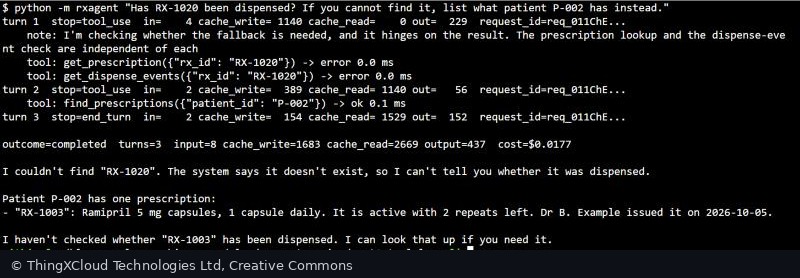 $ python -m rxagent "Has RX-1020 been dispensed? If you cannot find it, list what patient P-002 has instead."
turn 1  stop=tool_use  in=    4 cache_write= 1140 cache_read=    0 out=  229  request_id=req_011ChE...
note: I'm checking whether the fallback is needed, and it hinges on the result. The prescription lookup and the dispense-eve
nt check are independent of each
tool: get_prescription({"rx_id": "RX-1020"}) -> error 0.0 ms
tool: get_dispense_events({"rx_id": "RX-1020"}) -> error 0.0 ms
turn 2  stop=tool_use  in=    2 cache_write=  389 cache_read= 1140 out=   56  request_id=req_011ChE...
tool: find_prescriptions({"patient_id": "P-002"}) -> ok 0.1 ms
turn 3  stop=end_turn  in=    2 cache_write=  154 cache_read= 1529 out=  152  request_id=req_011ChE...
outcome=completed  turns=3  input=8 cache_write=1683 cache_read=2669 output=437  cost=$0.0177
I couldn't find "RX-1020". The system says it doesn't exist, so I can't tell you whether it was dispensed.
Patient P-002 has one prescription:
- "RX-1003": Ramipril 5 mg capsules, 1 capsule daily. It is active with 2 repeats left. Dr B. Example issued it on 2026-10-05.
I haven't checked whether "RX-1003" has been dispensed. I can look that up if you need it.
© ThingXCloud Technologies Ltd, Creative Commons